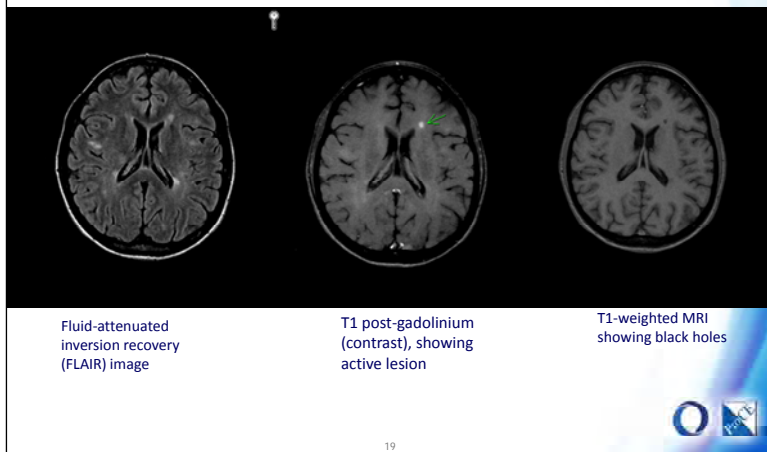 Fluid-attenuated
inversion recovery
(FLAIR) image
T1 post-gadolinium
(contrast), showing
active lesion
T1-weighted MRI
showing black holes
19